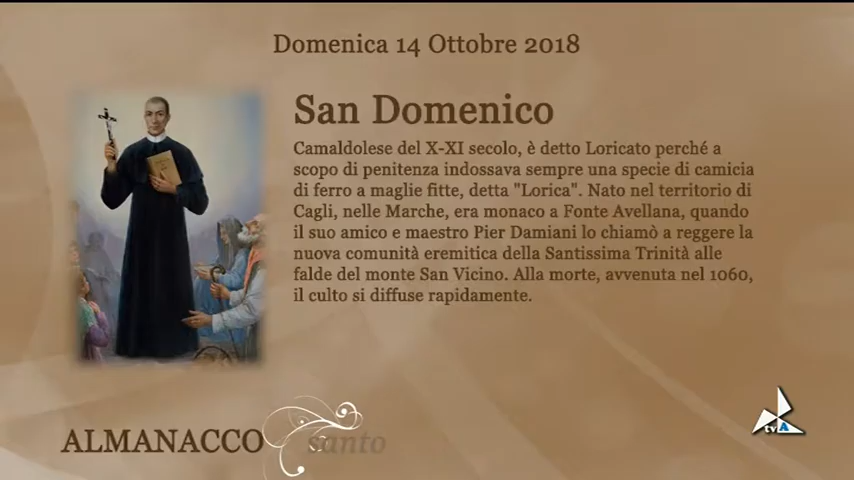 Domenica 14 Ottobre 2018
San Domenico
Camaldolese del X-XI secolo, è detto Loricato perché a
scopo di penitenza indossava sempre una specie di camicia
di ferro a maglie fitte, detta "Lorica". Nato nel territorio di
Cagli, nelle Marche, era monaco a Fonte Avellana, quando
il suo amico e maestro Pier Damiani lo chiamò a reggere la
nuova comunità eremitica della Santissima Trinità alle
falde del monte San Vicino. Alla morte, avvenuta nel 1060,
il culto si diffuse rapidamente.
ALMANACCO santo
tvA